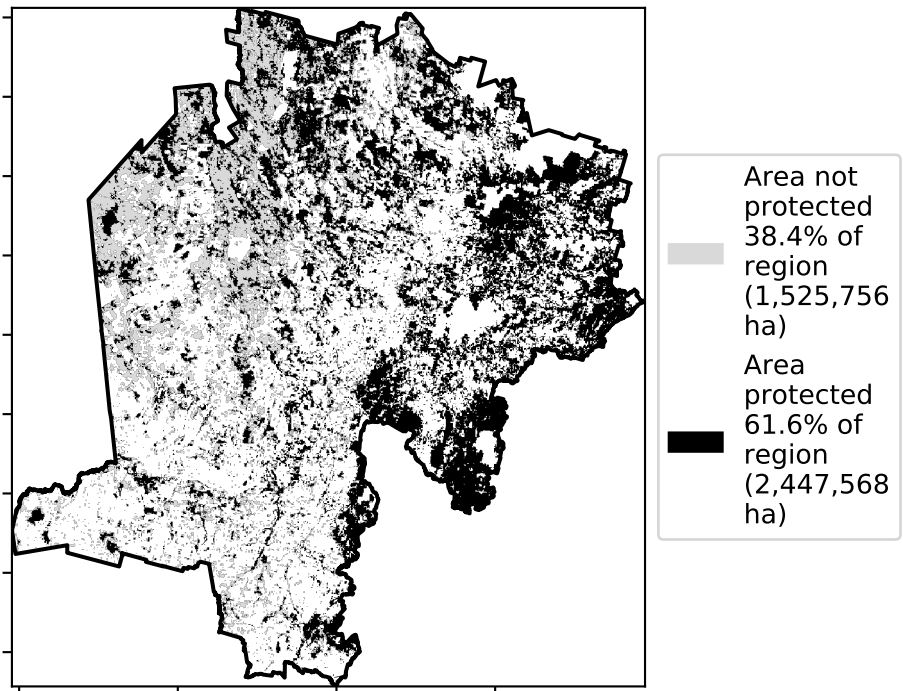 Area not
protected
38.4% of
region
(1,525,756
ha)
Area
protected
61.6% of
region
(2,447,568
ha)